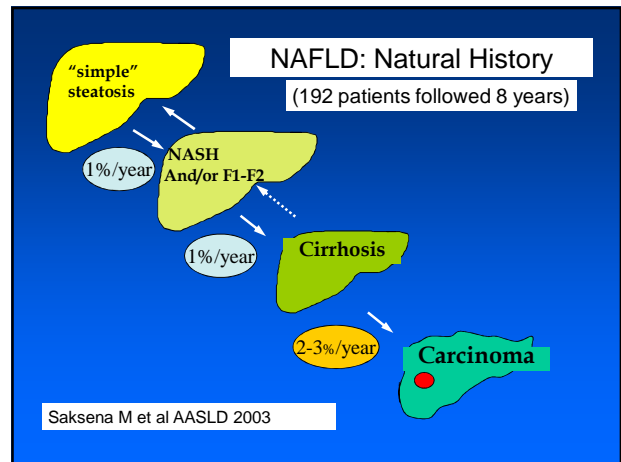 NAFLD: Natural History
(192 patients followed 8 years)
“simple”
steatosis
1%/year
NASH
And/or F1-F2
1%/year
Cirrhosis
2-3%/year
Carcinoma
Saksena M et al AASLD 2003